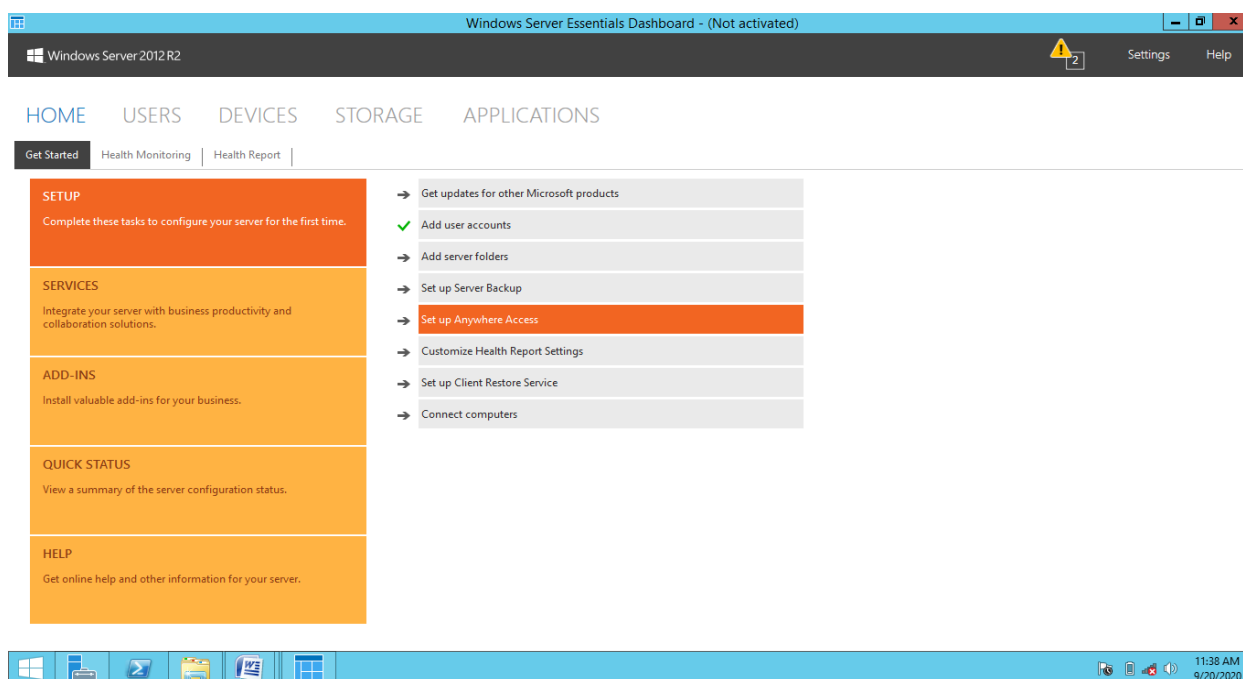 Windows Server Essentials Dashboard - (Not activated)
Windows Server 2012 R2
2
Settings
Help
HOME
USERS
DEVICES
STORAGE
APPLICATIONS
Get Started
Health Monitoring
Health Report
SETUP
Complete these tasks to configure your server for the first time.
SERVICES
Integrate your server with business productivity and
collaboration solutions.
ADD-INS
Install valuable add-ins for your business.
QUICK STATUS
View a summary of the server configuration status.
HELP
Get online help and other information for your server.
Get updates for other Microsoft products
Add user accounts
Add server folders
Set up Server Backup
Set up Anywhere Access
Customize Health Report Settings
Set up Client Restore Service
Connect computers
11:38 AM
9/20/2020